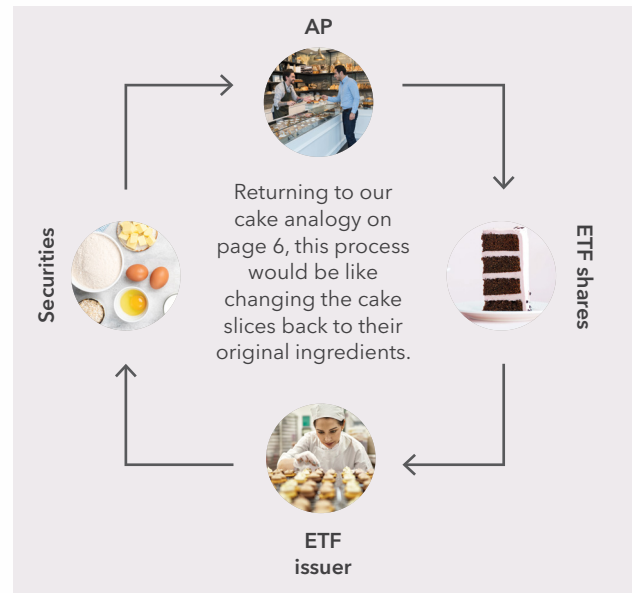 AP
Returning to our
cake analogy on
page 6, this process
would be like
changing the cake
slices back to their
original ingredients.
Securities
ETF shares
ETF
issuer